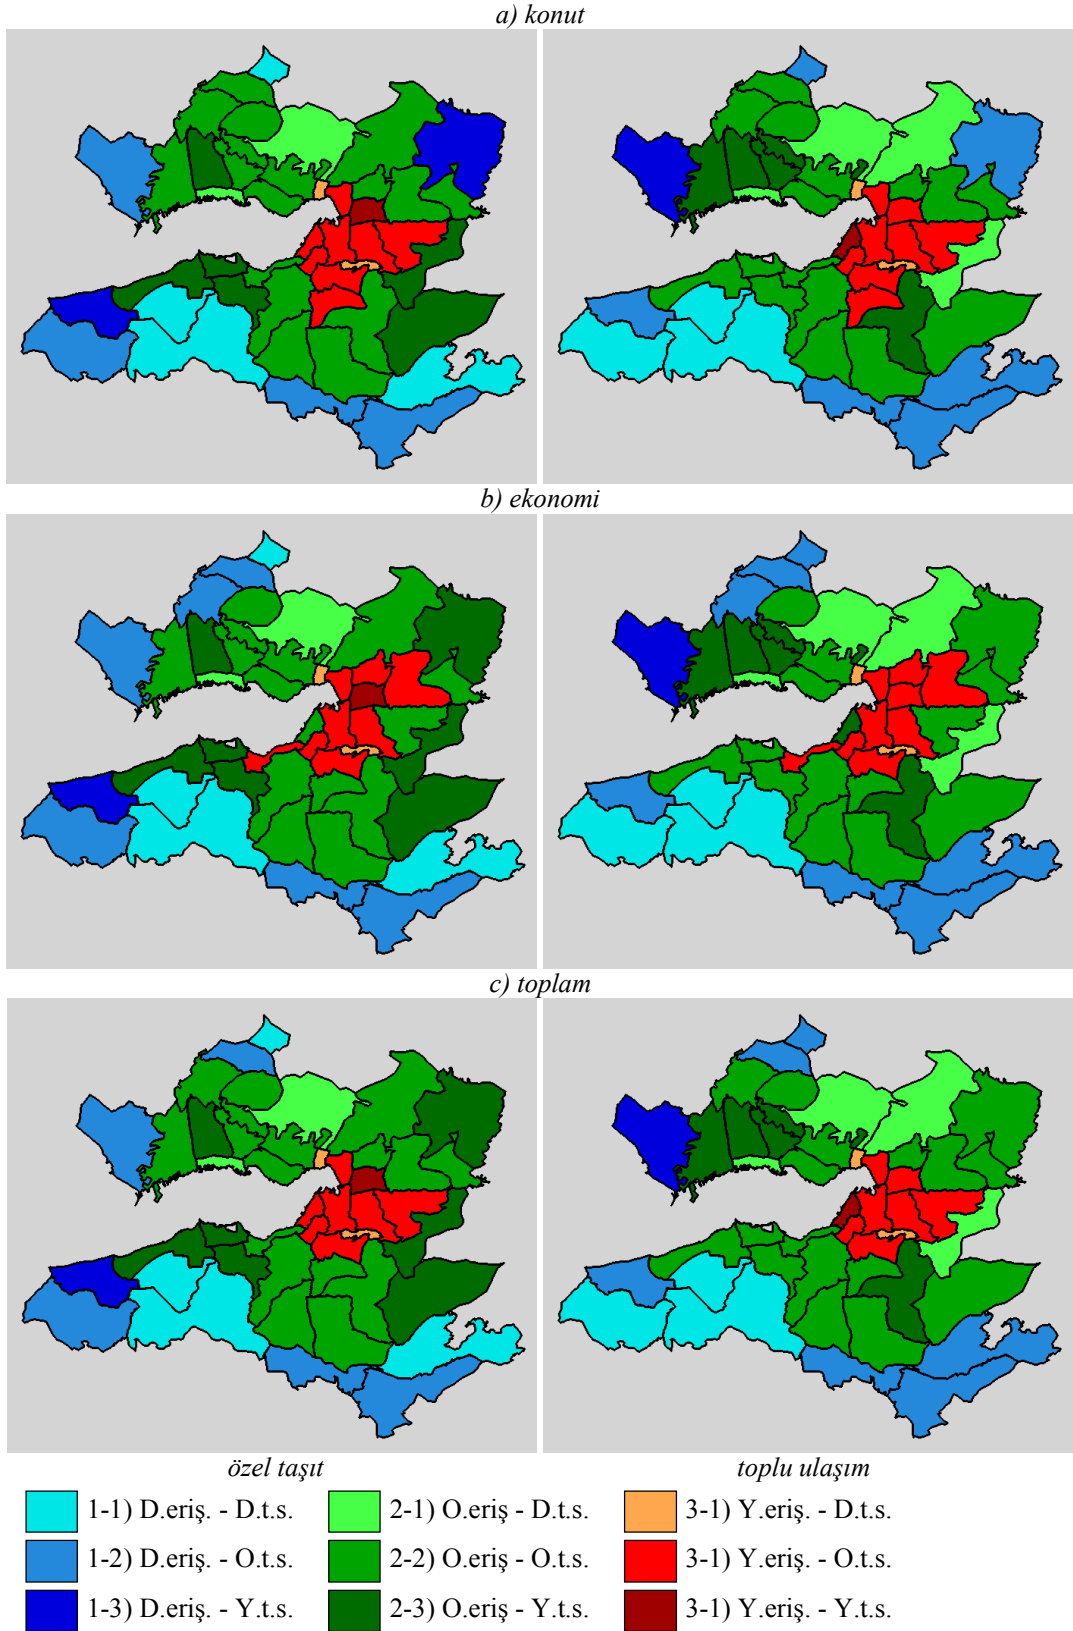 a) konut
b) ekonomi
c) toplam
özel taşıt
toplu ulaşım
1-1) D.eriş. - D.t.s.
2-1) O.eriş - D.t.s.
3-1) Y.eriş. - D.t.s.
1-2) D.eriş. - O.t.s.
2-2) O.eriş - O.t.s.
3-1) Y.eriş. - O.t.s.
1-3) D.eriş. - Y.t.s.
2-3) O.eriş - Y.t.s.
3-1) Y.eriş. - Y.t.s.